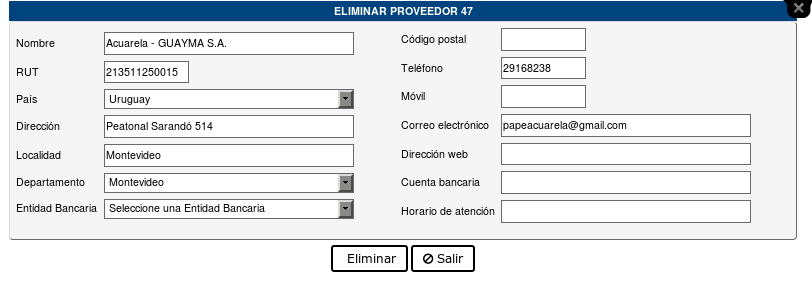 ELIMINAR PROVEEDOR 47
Nombre Acuarela - GUAYMA S.A.
RUT 213511250015
País Uruguay
Dirección Peatonal Sarandó 514
Localidad Montevideo
Departamento Montevideo
Entidad Bancaria Seleccione una Entidad Bancaria
Código postal
Teléfono 29168238
Móvil
Correo electrónico papeacuarela@gmail.com
Dirección web
Cuenta bancaria
Horario de atención
Eliminar Salir